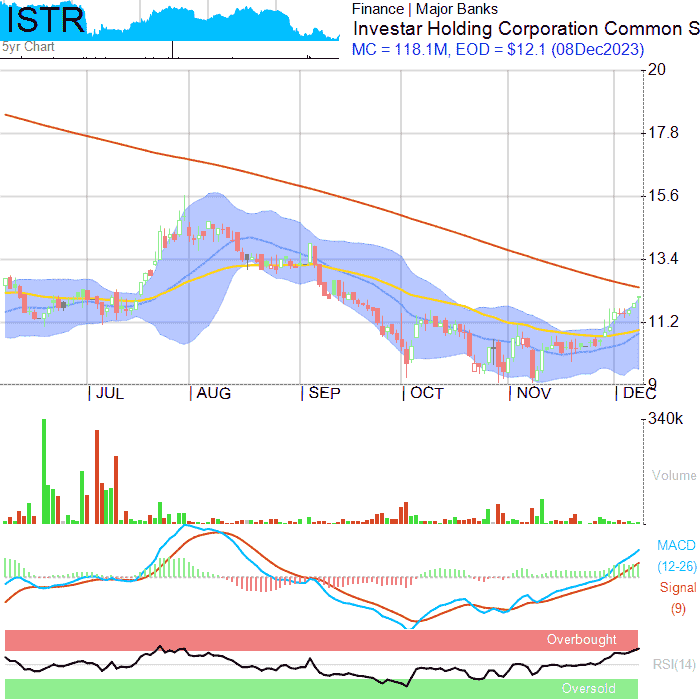 ISTR
5yr Chart
Finance | Major Banks
Investar Holding Corporation Common S
MC = 118.1M, EOD = $12.1 (08Dec2023)
20
17.8
15.6
13.4
11.2
9
JUL AUG SEP OCT NOV DEC
340k
Volume
MACD
(12-26)
Signal
(9)
Overbought
RSI(14)
Oversold